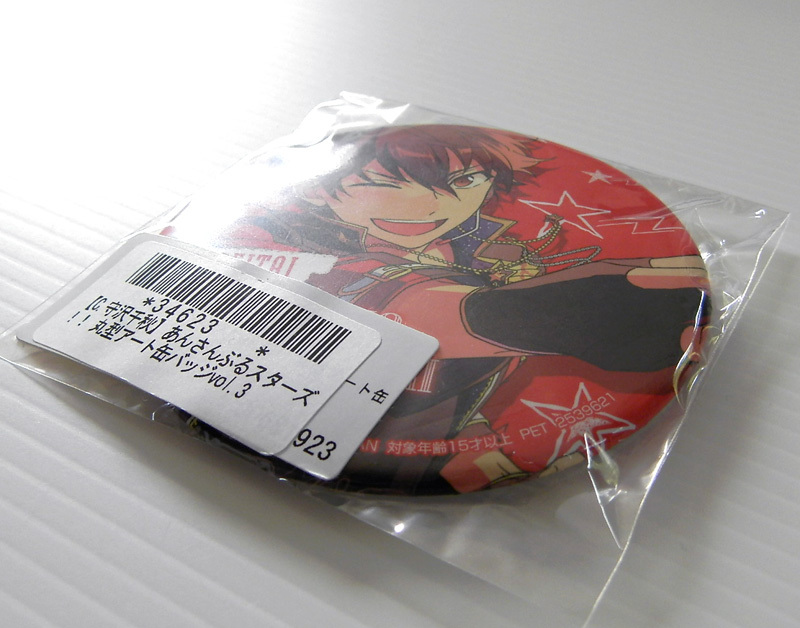 *34623   *
【C 守沢千秋】あんさんぶるスターズ
!!丸型アート缶バッジvol.3
ート缶
923
AN 対象年齢15才以上 PET 2539621